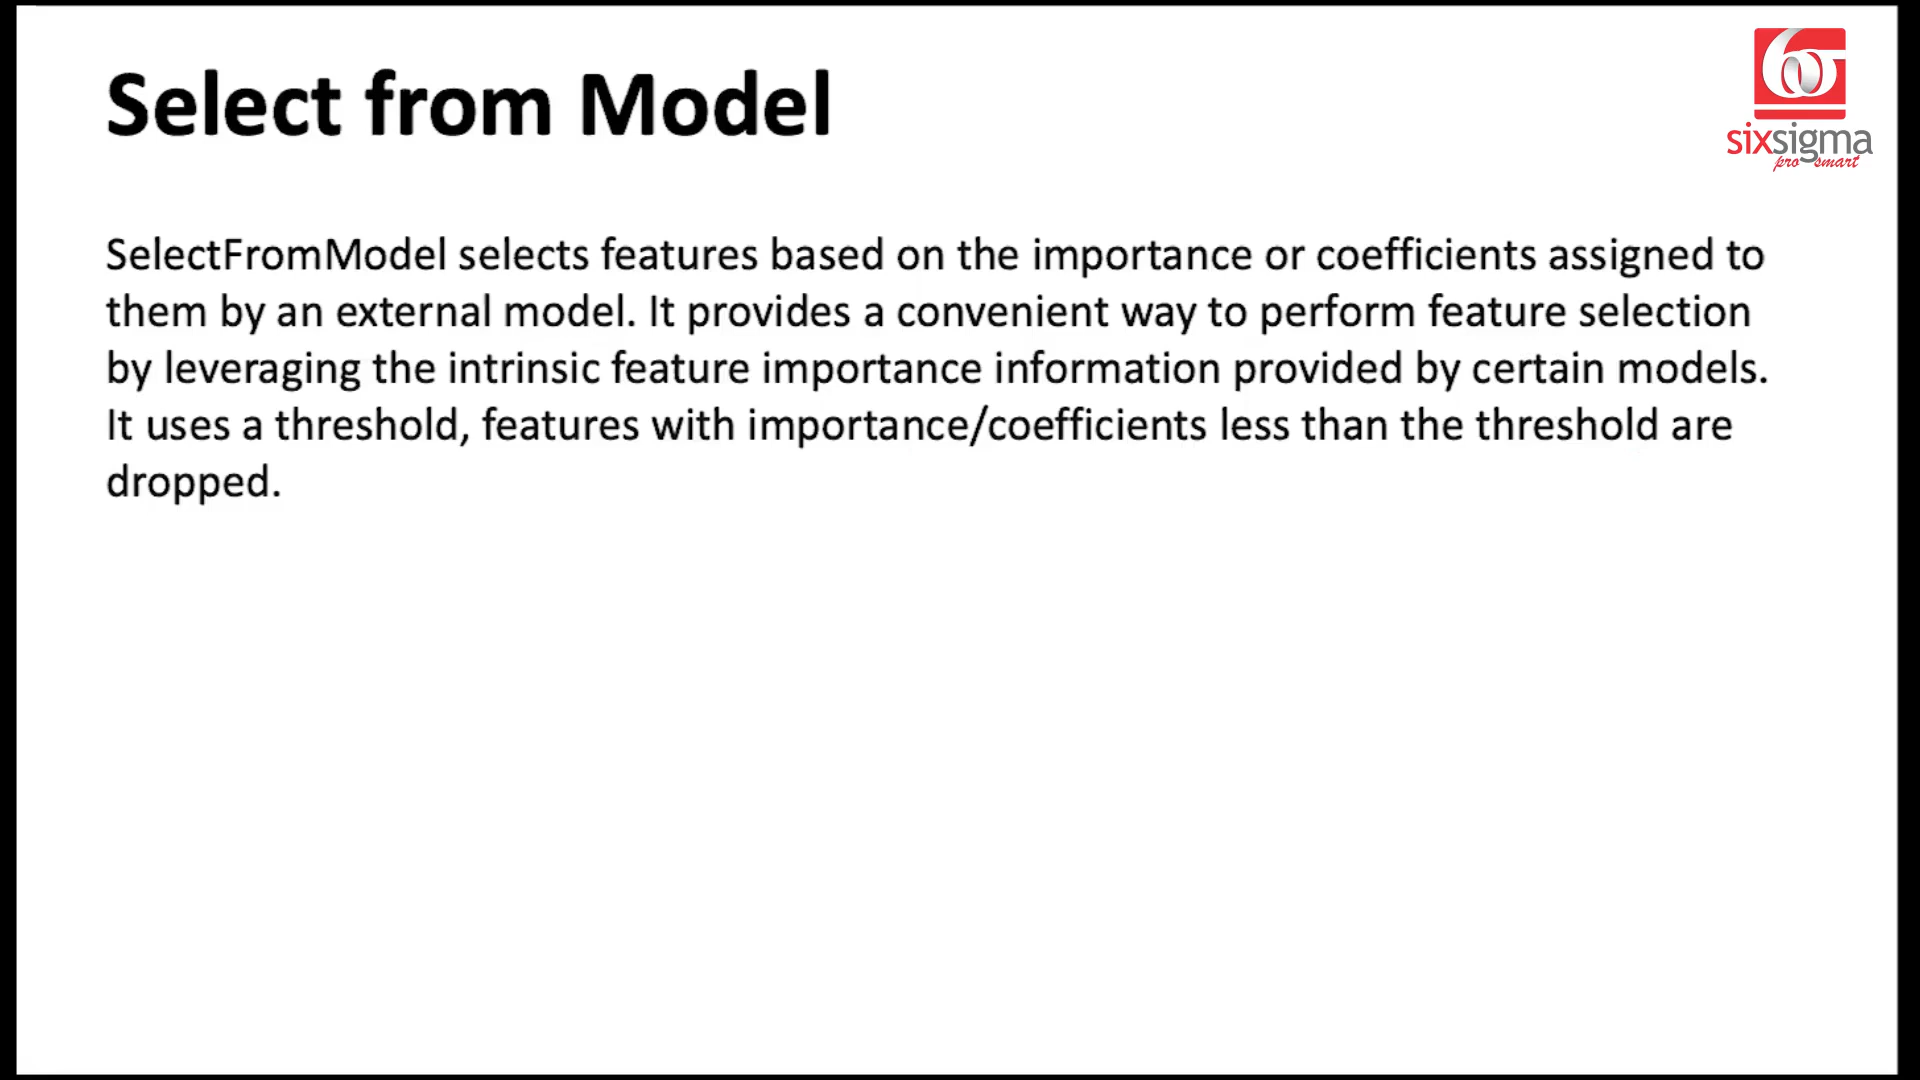 Select from Model
sixsigma
pro smart
SelectFromModel selects features based on the importance or coefficients assigned to
them by an external model. It provides a convenient way to perform feature selection
by leveraging the intrinsic feature importance information provided by certain models.
It uses a threshold, features with importance/coefficients less than the threshold are
dropped.